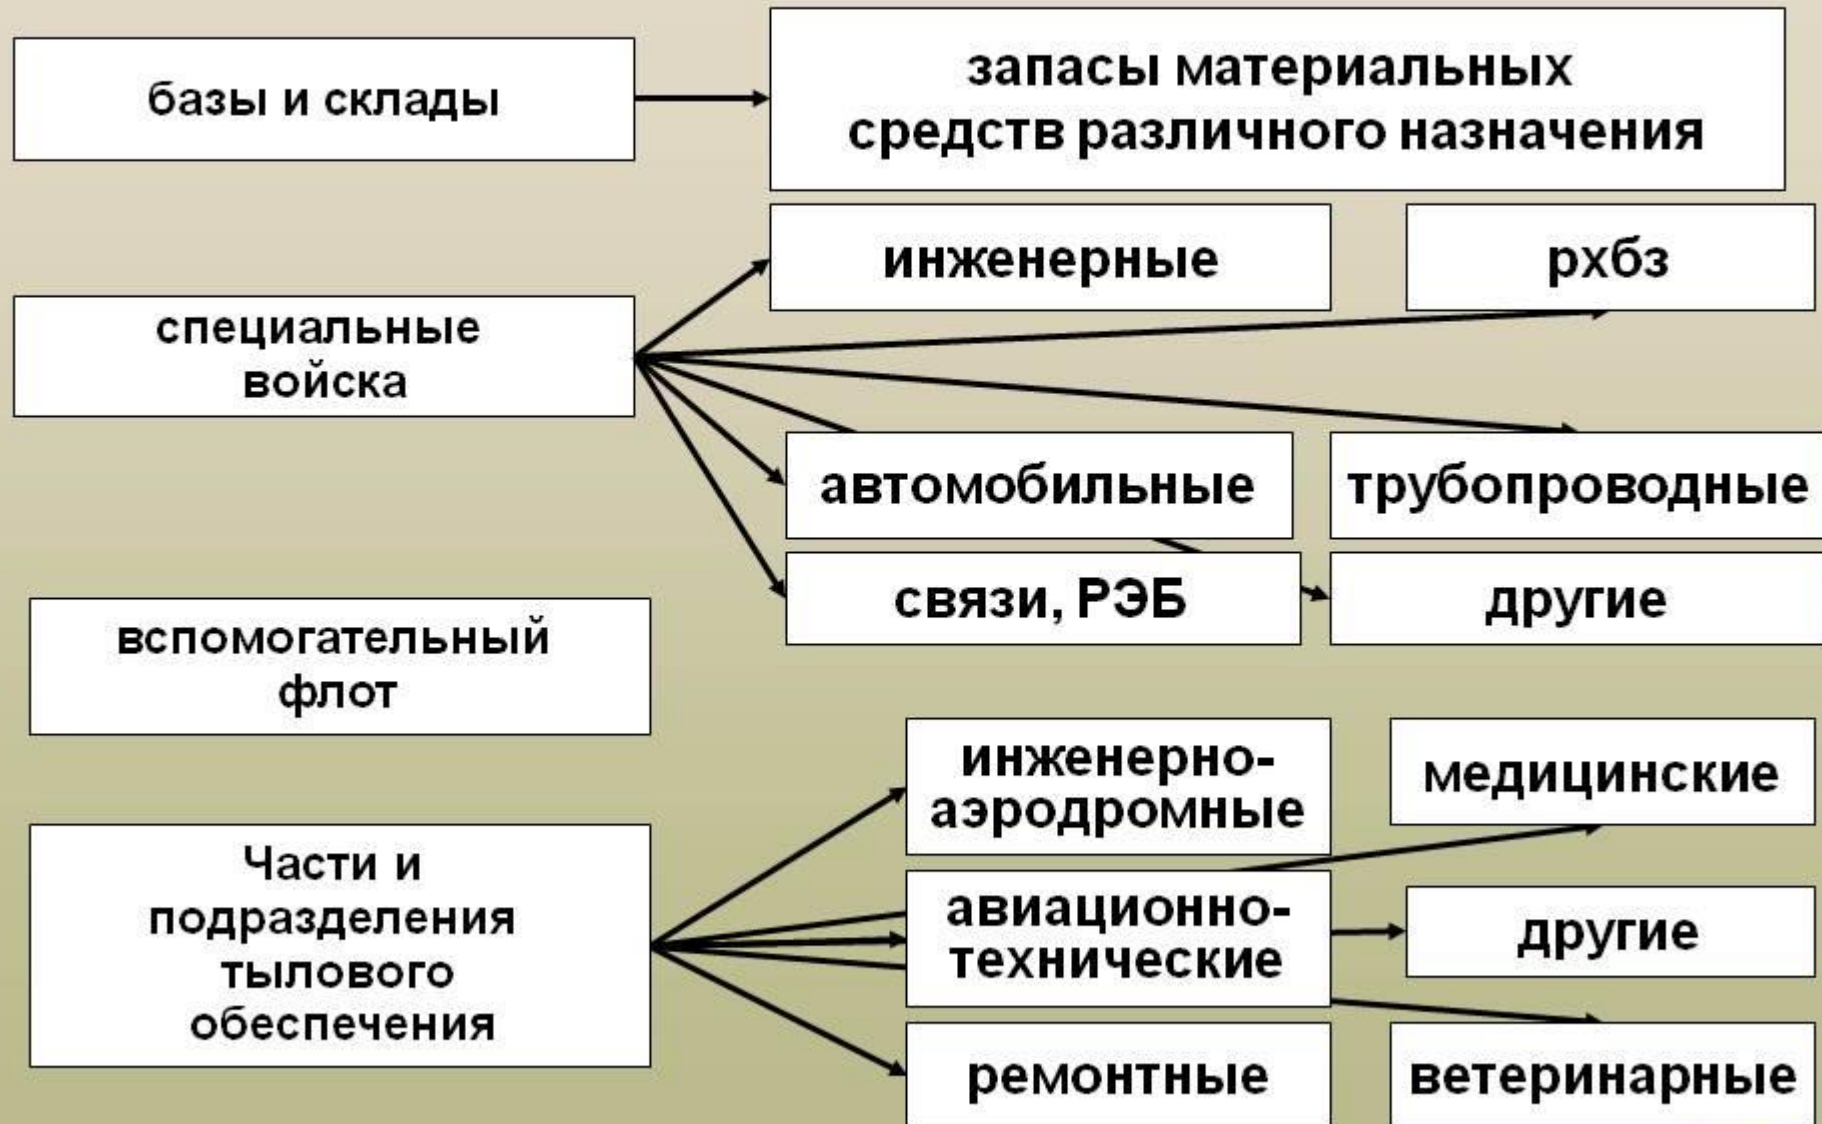 базы и склады
запасы материальных
средств различного назначения
инженерные
рхбз
специальные
войска
автомобильные
трубопроводные
связи, РЭБ
другие
вспомогательный
флот
инженерно-
аэродромные
медицинские
Части и
подразделения
тылового
обеспечения
авиационно-
технические
другие
ремонтные
ветеринарные